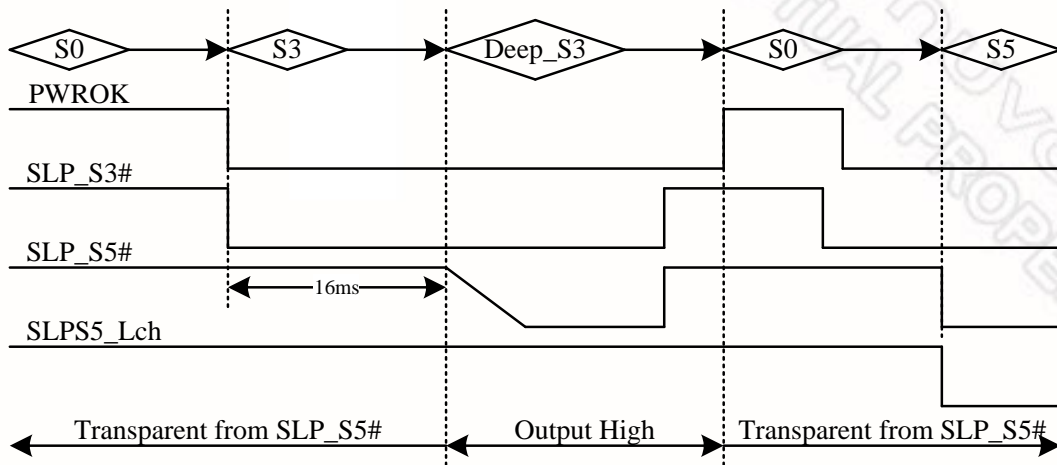 S0 S3 Deep_S3 S0 S5
PWROK
SLP_S3#
SLP_S5#
16ms
SLPS5_Lch
Transparent from SLP_S5# Output High Transparent from SLP_S5#